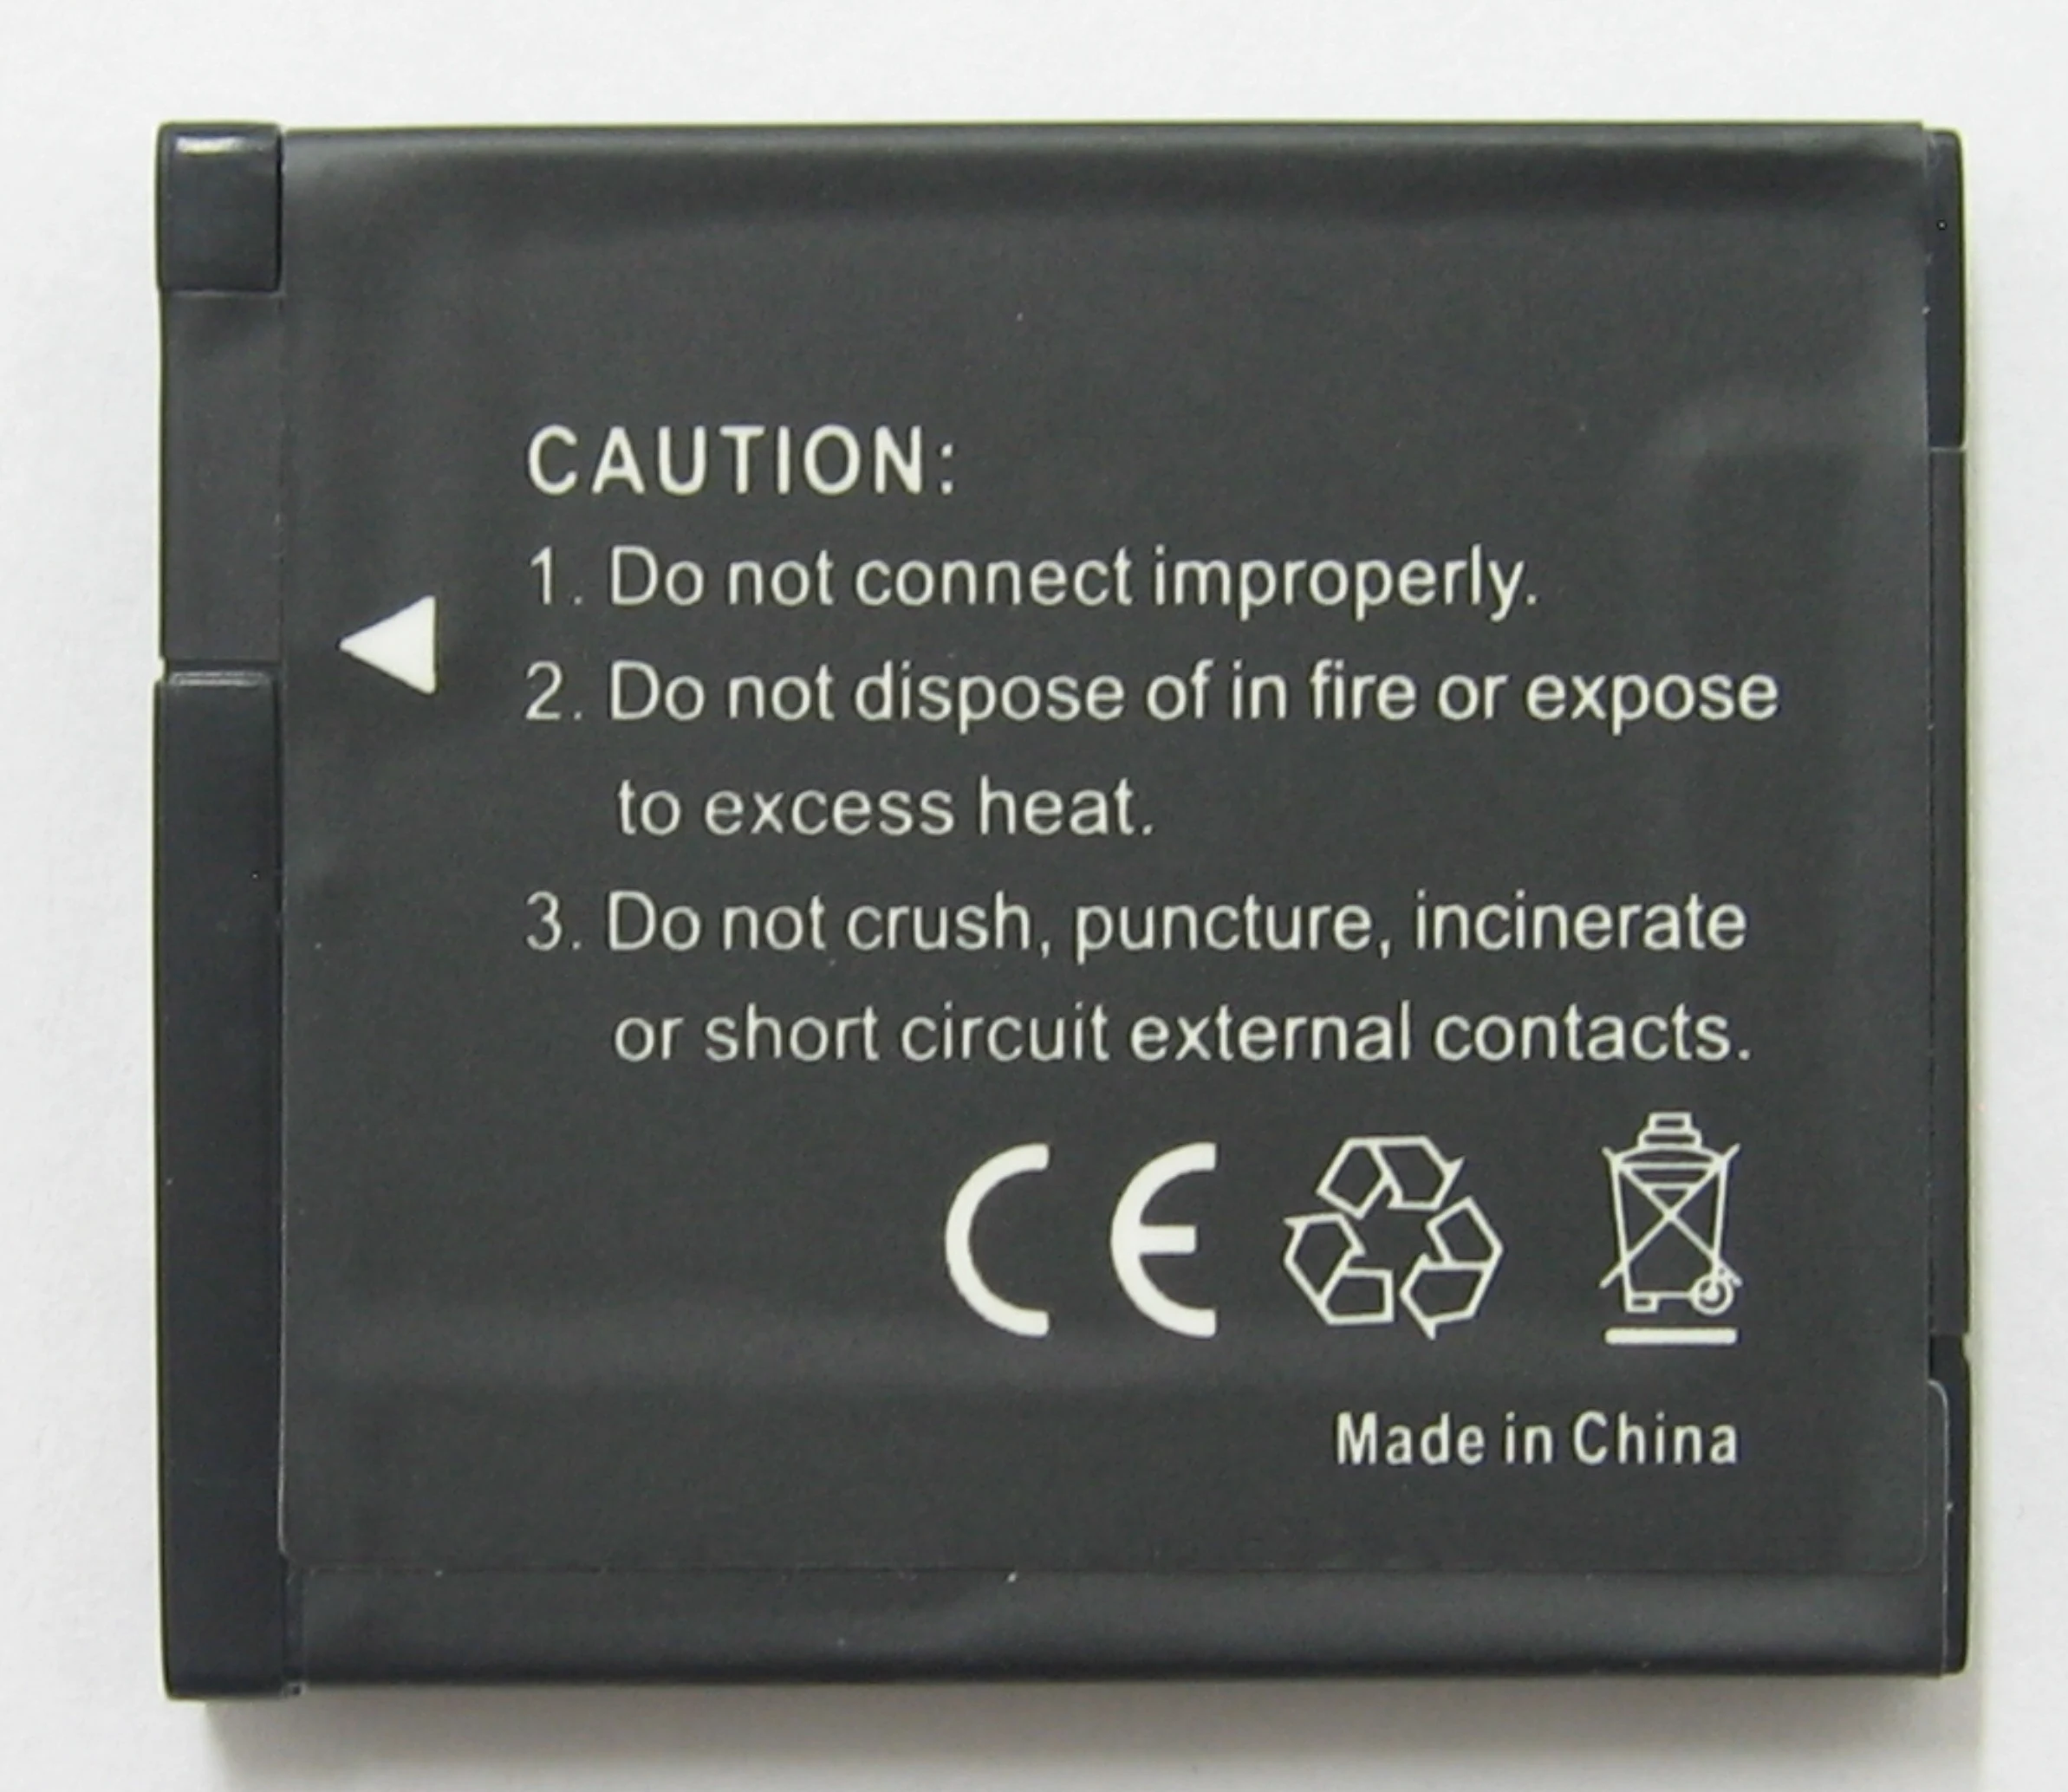 CAUTION:
1. Do not connect improperly.
2. Do not dispose of in fire or expose
to excess heat.
3. Do not crush, puncture, incinerate
or short circuit external contacts.
CE
Made in China